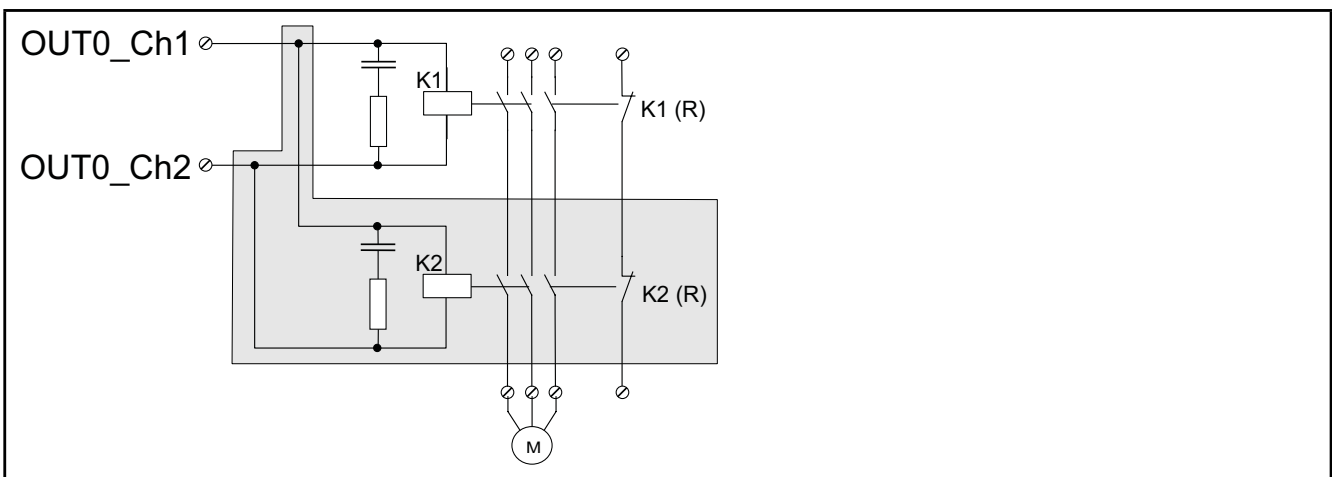 OUT0_Ch1
K1
K1 (R)
OUT0_Ch2
K2
K2 (R)
M